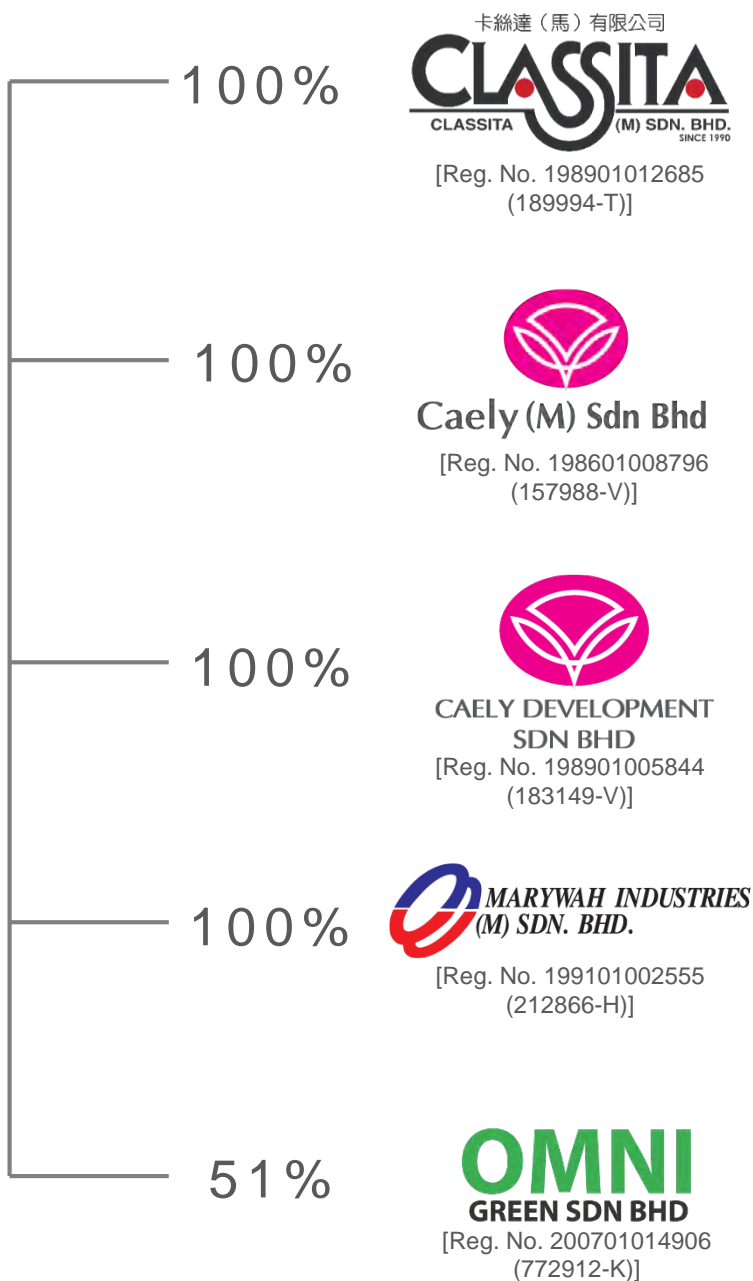 卡絲達（馬）有限公司
100%
CLASSITA
CLASSITA (M) SDN. BHD.
SINCE 1990
[Reg. No. 198901012685
(189994-T)]
100%
Caely (M) Sdn Bhd
[Reg. No. 198601008796
(157988-V)]
100%
CAELY DEVELOPMENT
SDN BHD
[Reg. No. 198901005844
(183149-V)]
100%
MARYWAH INDUSTRIES
(M) SDN. BHD.
[Reg. No. 199101002555
(212866-H)]
51%
OMNI
GREEN SDN BHD
[Reg. No. 200701014906
(772912-K)]